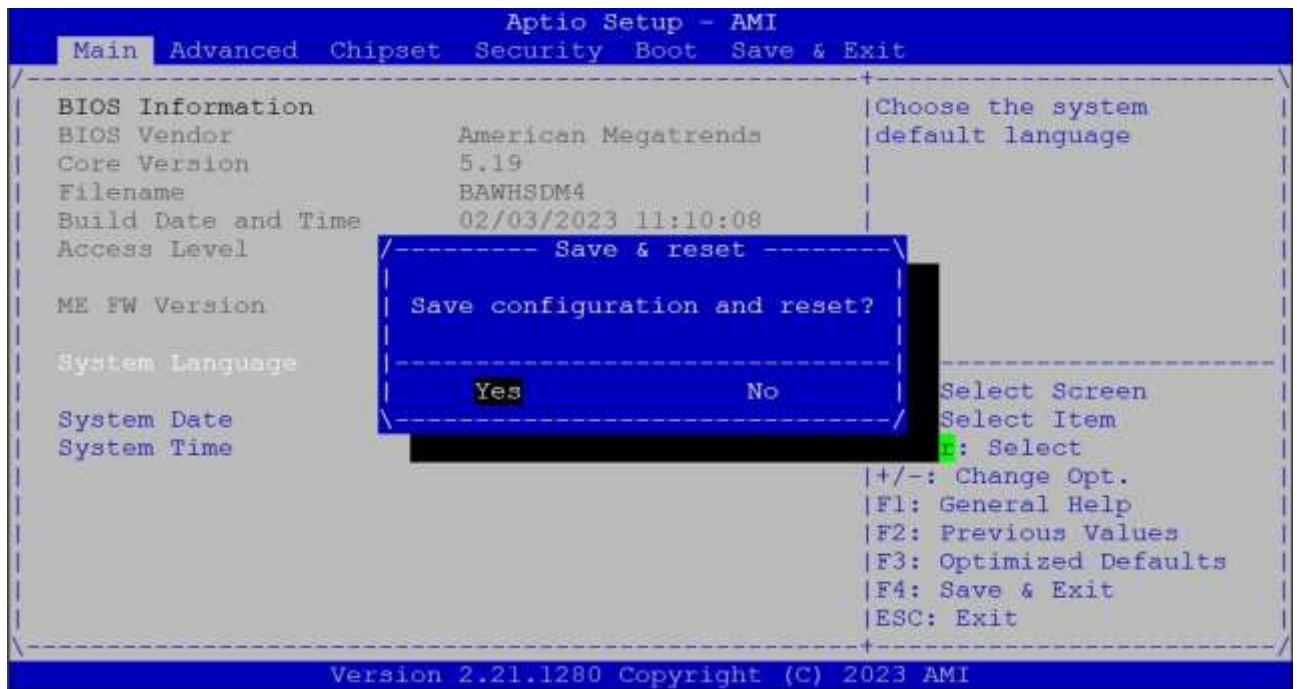 Aptio Setup - AMI
Main Advanced Chipset Security Boot Save & Exit
BIOS Information
BIOS Vendor American Megatrends
Core Version 5.19
Filename BAWHSDM4
Build Date and Time 02/03/2023 11:10:08
Access Level
ME FW Version
System Language
System Date
System Time
Choose the system
default language
Save & reset
Save configuration and reset?
Yes No
Select Screen
Select Item
r: Select
+/-: Change Opt.
F1: General Help
F2: Previous Values
F3: Optimized Defaults
F4: Save & Exit
ESC: Exit
Version 2.21.1280 Copyright (C) 2023 AMI